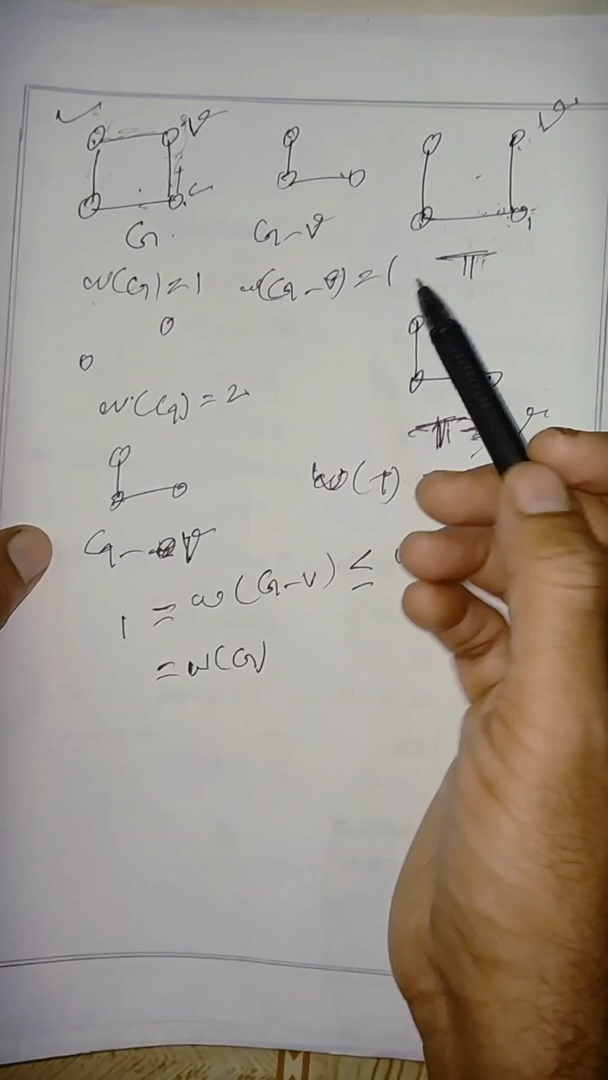 v v
G G-v T
ω(G)=1 ω(G-v)=1
ω(G)=2
T-v
ω(T)
G-v
1 = ω(G-v) ≤
= ω(G)